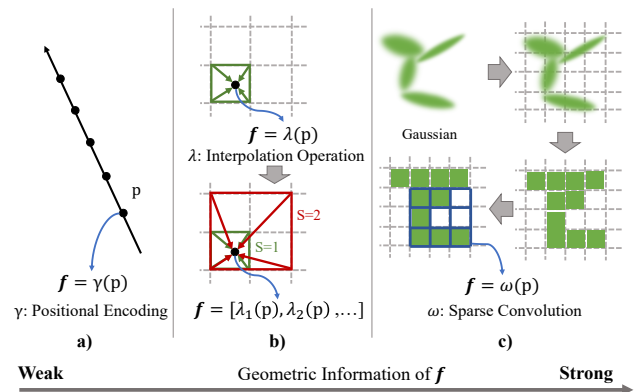 p
𝒇 = γ(p)
γ: Positional Encoding
a)
𝒇 = λ(p)
λ: Interpolation Operation
S=2
S=1
𝒇 = [λ₁(p), λ₂(p) ,…]
b)
Gaussian
𝒇 = ω(p)
ω: Sparse Convolution
c)
Weak Geometric Information of 𝒇 Strong